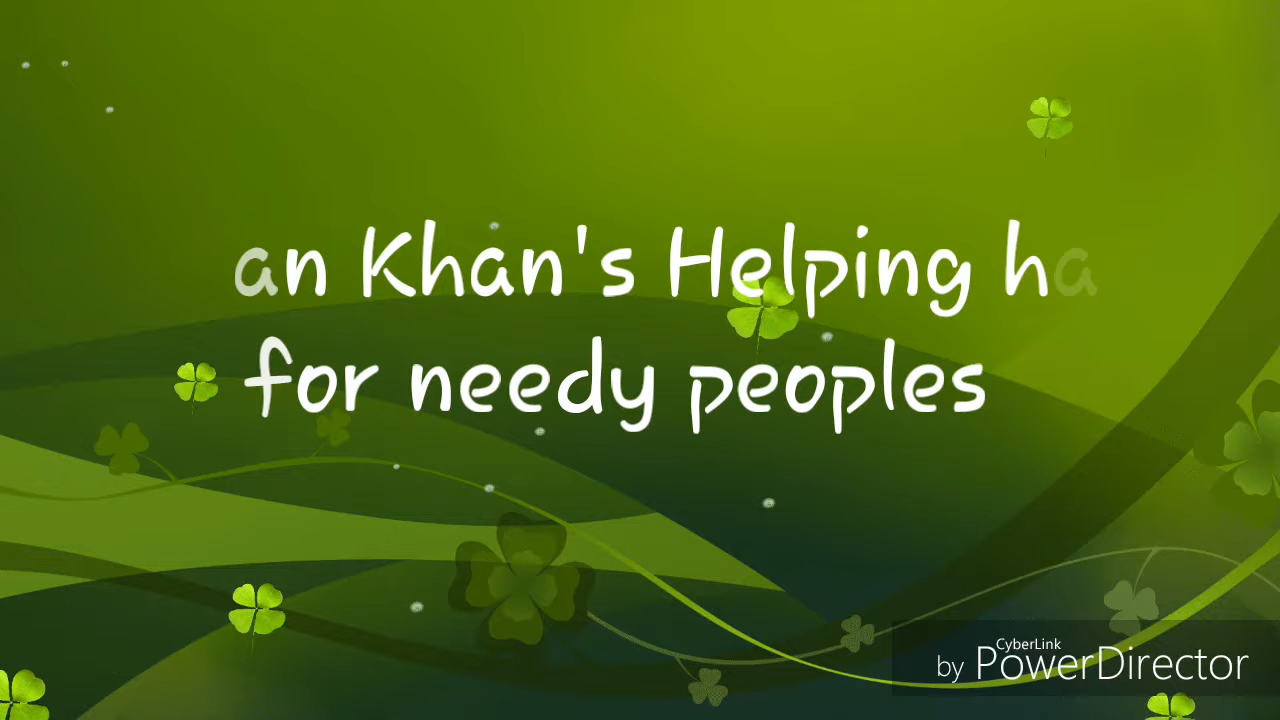 an Khan's Helping ha
for needy peoples
CyberLink
by PowerDirector